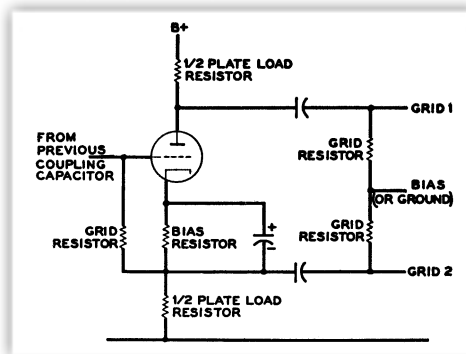 B+
1/2 PLATE LOAD
RESISTOR
GRID 1
FROM
PREVIOUS
COUPLING
CAPACITOR
GRID
RESISTOR
BIAS
(OR GROUND)
GRID
RESISTOR
GRID
RESISTOR
BIAS
RESISTOR
+
-
GRID 2
1/2 PLATE LOAD
RESISTOR